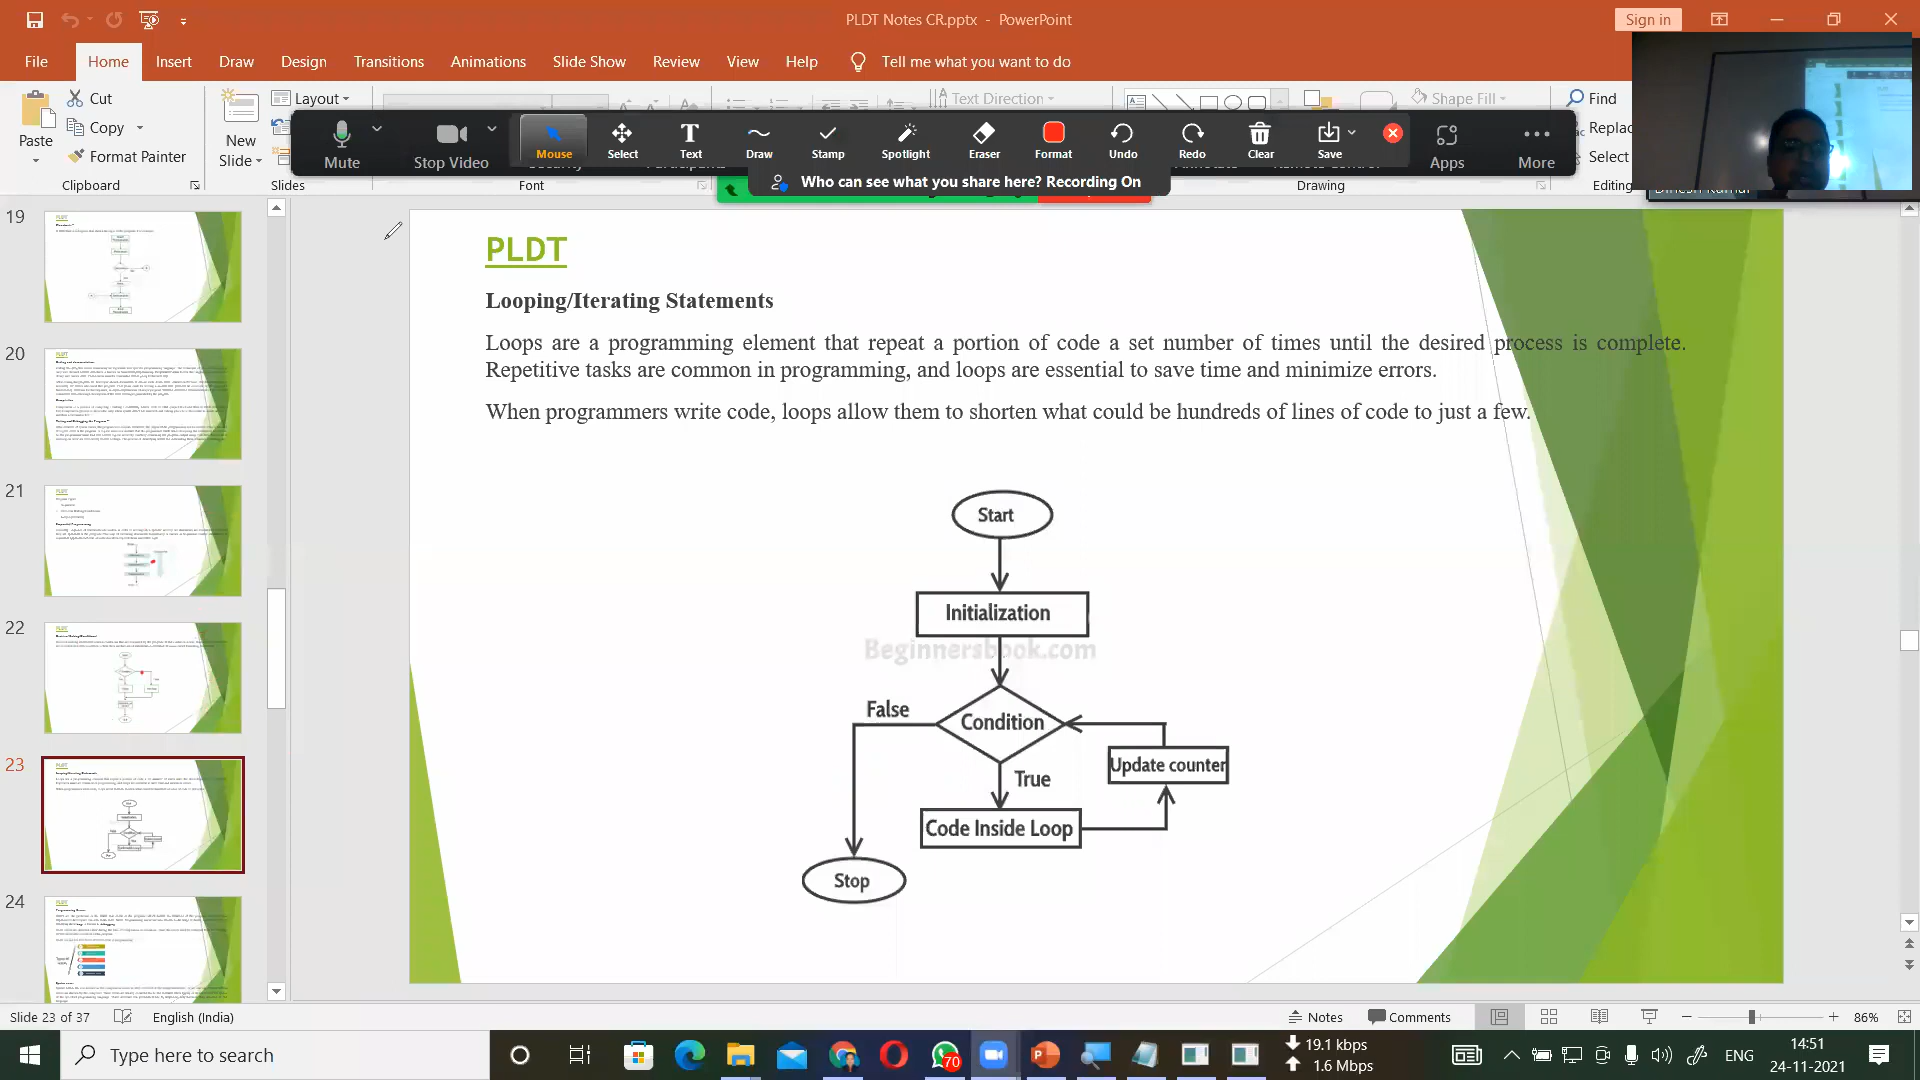 PLDT Notes CR.pptx - PowerPoint
Sign in
File
Home
Insert
Draw
Design
Transitions
Animations
Slide Show
Review
View
Help
Tell me what you want to do
Paste
Cut
Copy
Format Painter
Clipboard
New
Slide
Layout
Slides
Font
Text Direction
Shape Fill
Drawing
Find
Select
Editing
Mute
Stop Video
Mouse
Select
Text
Draw
Stamp
Spotlight
Eraser
Format
Undo
Redo
Clear
Save
Apps
More
Who can see what you share here? Recording On
19
20
21
22
23
24
PLDT
Looping/Iterating Statements
Loops are a programming element that repeat a portion of code a set number of times until the desired process is complete.
Repetitive tasks are common in programming, and loops are essential to save time and minimize errors.
When programmers write code, loops allow them to shorten what could be hundreds of lines of code to just a few.
Start
Initialization
Beginnersbook.com
False
Condition
True
Update counter
Code Inside Loop
Stop
Slide 23 of 37
English (India)
Notes
Comments
86%
Type here to search
70
19.1 kbps
1.6 Mbps
ENG
14:51
24-11-2021